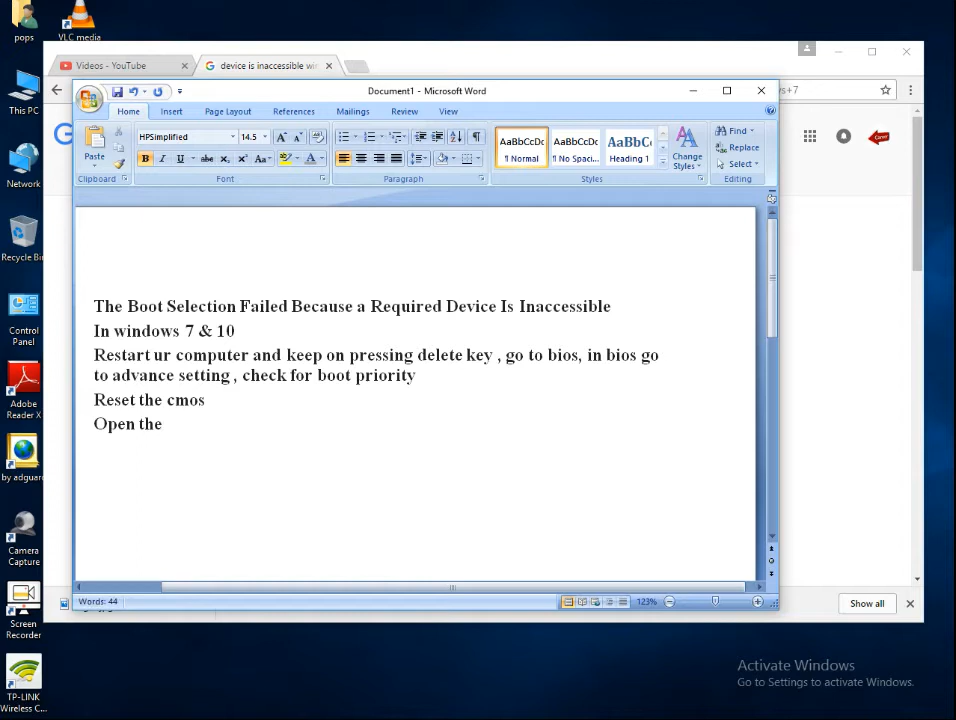 pops
VLC media
This PC
Network
Recycle Bin
Control
Panel
Adobe
Reader X
by adguar
Camera
Capture
Screen
Recorder
TP-LINK
Wireless C...
Videos - YouTube
device is inaccessible wi
s+7
Document1 - Microsoft Word
Home Insert Page Layout References Mailings Review View
Paste
HPSimplified 14.5
AaBbCcDc AaBbCcDc AaBbC
¶ Normal ¶ No Spaci... Heading 1
Change
Styles
Find
Replace
Select
Clipboard Font Paragraph Styles Editing
The Boot Selection Failed Because a Required Device Is Inaccessible
In windows 7 & 10
Restart ur computer and keep on pressing delete key , go to bios, in bios go
to advance setting , check for boot priority
Reset the cmos
Open the
Words: 44
123%
Show all
Activate Windows
Go to Settings to activate Windows.